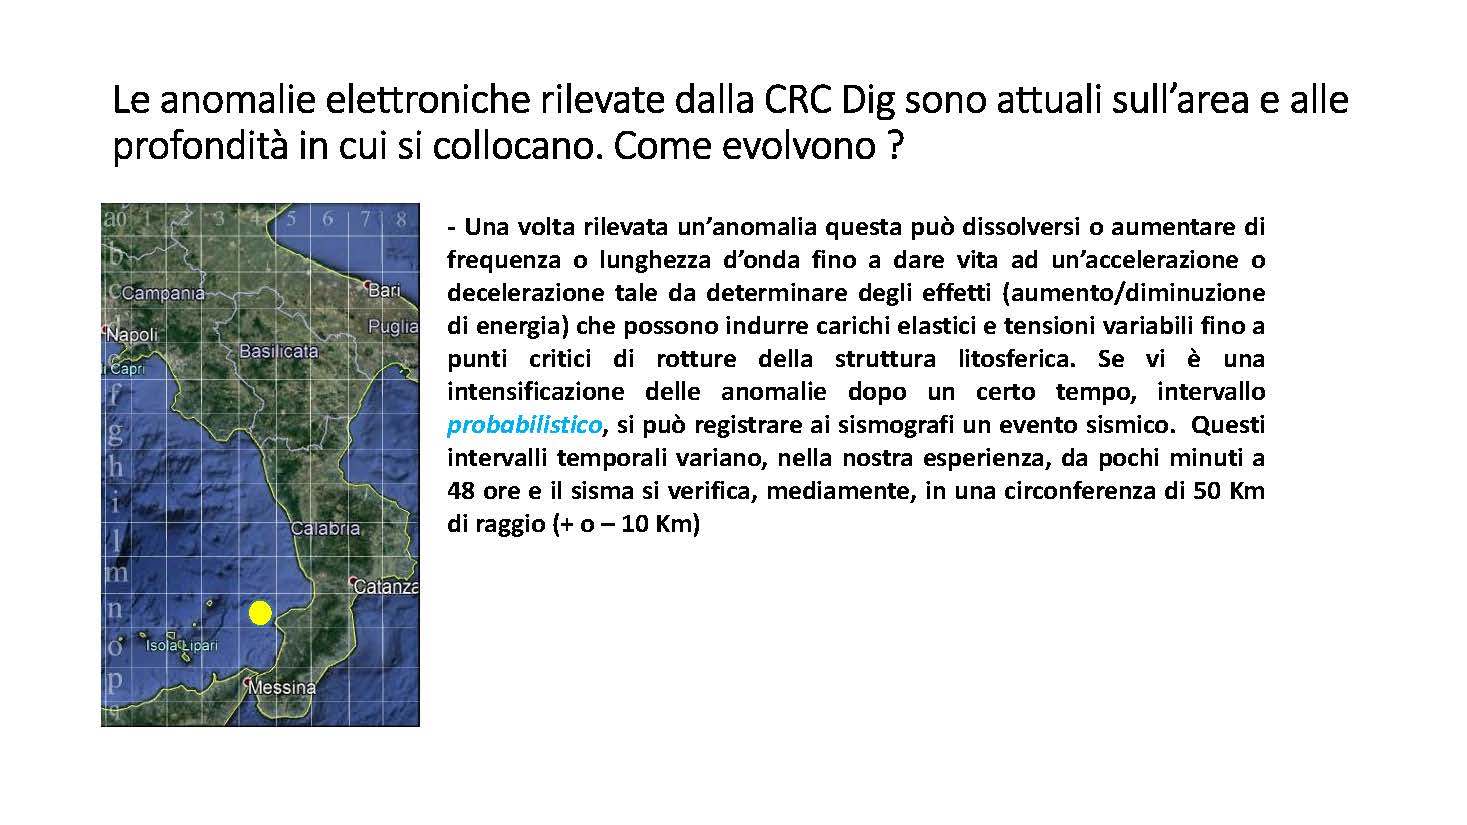 Le anomalie elettroniche rilevate dalla CRC Dig sono attuali sull’area e alle
profondità in cui si collocano. Come evolvono ?
a0 1 2 3 4 5 6 7 8
b
c
Campania
Bari
d
Napoli
Puglia
Basilicata
e
i Capri
f
g
h
i
Calabria
l
m
Catanza
n
o
Isola Lipari
p
Messina
q
- Una volta rilevata un’anomalia questa può dissolversi o aumentare di
frequenza o lunghezza d’onda fino a dare vita ad un’accelerazione o
decelerazione tale da determinare degli effetti (aumento/diminuzione
di energia) che possono indurre carichi elastici e tensioni variabili fino a
punti critici di rotture della struttura litosferica. Se vi è una
intensificazione delle anomalie dopo un certo tempo, intervallo
probabilistico, si può registrare ai sismografi un evento sismico. Questi
intervalli temporali variano, nella nostra esperienza, da pochi minuti a
48 ore e il sisma si verifica, mediamente, in una circonferenza di 50 Km
di raggio (+ o – 10 Km)